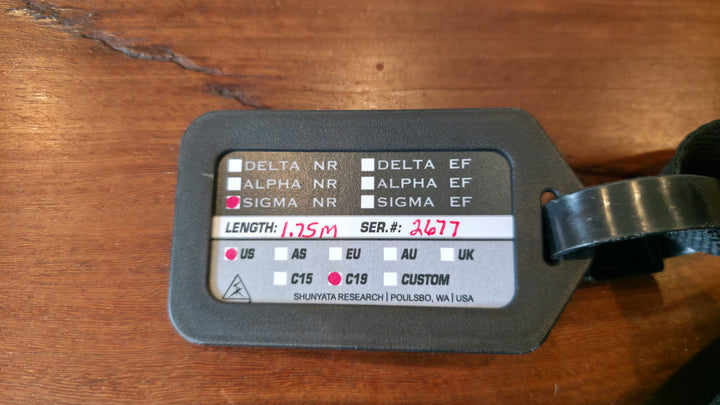 DELTA NR DELTA EF
ALPHA NR ALPHA EF
SIGMA NR SIGMA EF
LENGTH: 1.75M SER.#: 2677
US AS EU AU UK
C15 C19 CUSTOM
SHUNYATA RESEARCH | POULSBO, WA | USA